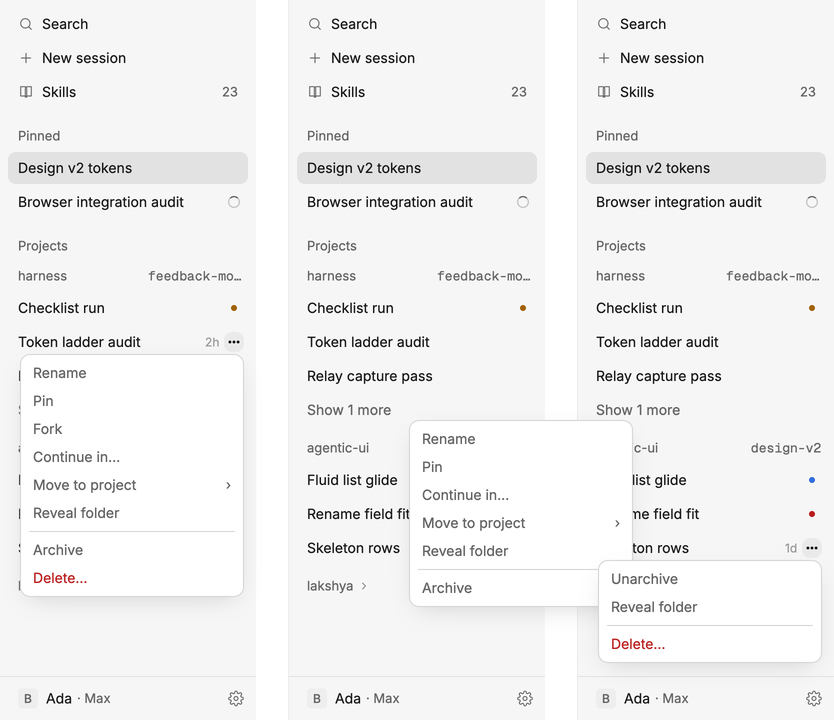 Search
New session
Skills 23
Pinned
Design v2 tokens
Browser integration audit
Projects
harness feedback-mo…
Checklist run
Token ladder audit 2h
Rename
Pin
Fork
Continue in…
Move to project
Reveal folder
Archive
Delete…
Ada · Max
B
Search
New session
Skills 23
Pinned
Design v2 tokens
Browser integration audit
Projects
harness feedback-mo…
Checklist run
Token ladder audit
Relay capture pass
Show 1 more
agentic-ui
Fluid list glide
Rename field fit
Skeleton rows
lakshya
Rename
Pin
Continue in…
Move to project
Reveal folder
Archive
B Ada · Max
Search
New session
Skills 23
Pinned
Design v2 tokens
Browser integration audit
Projects
harness feedback-mo…
Checklist run
Token ladder audit
Relay capture pass
Show 1 more
c-ui design-v2
list glide
me field fit
ton rows 1d
Unarchive
Reveal folder
Delete…
B Ada · Max